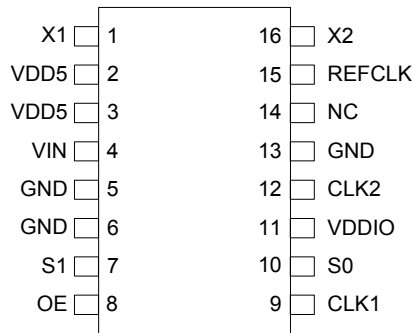 X1 1 16 X2
VDD5 2 15 REFCLK
VDD5 3 14 NC
VIN 4 13 GND
GND 5 12 CLK2
GND 6 11 VDDIO
S1 7 10 S0
OE 8 9 CLK1